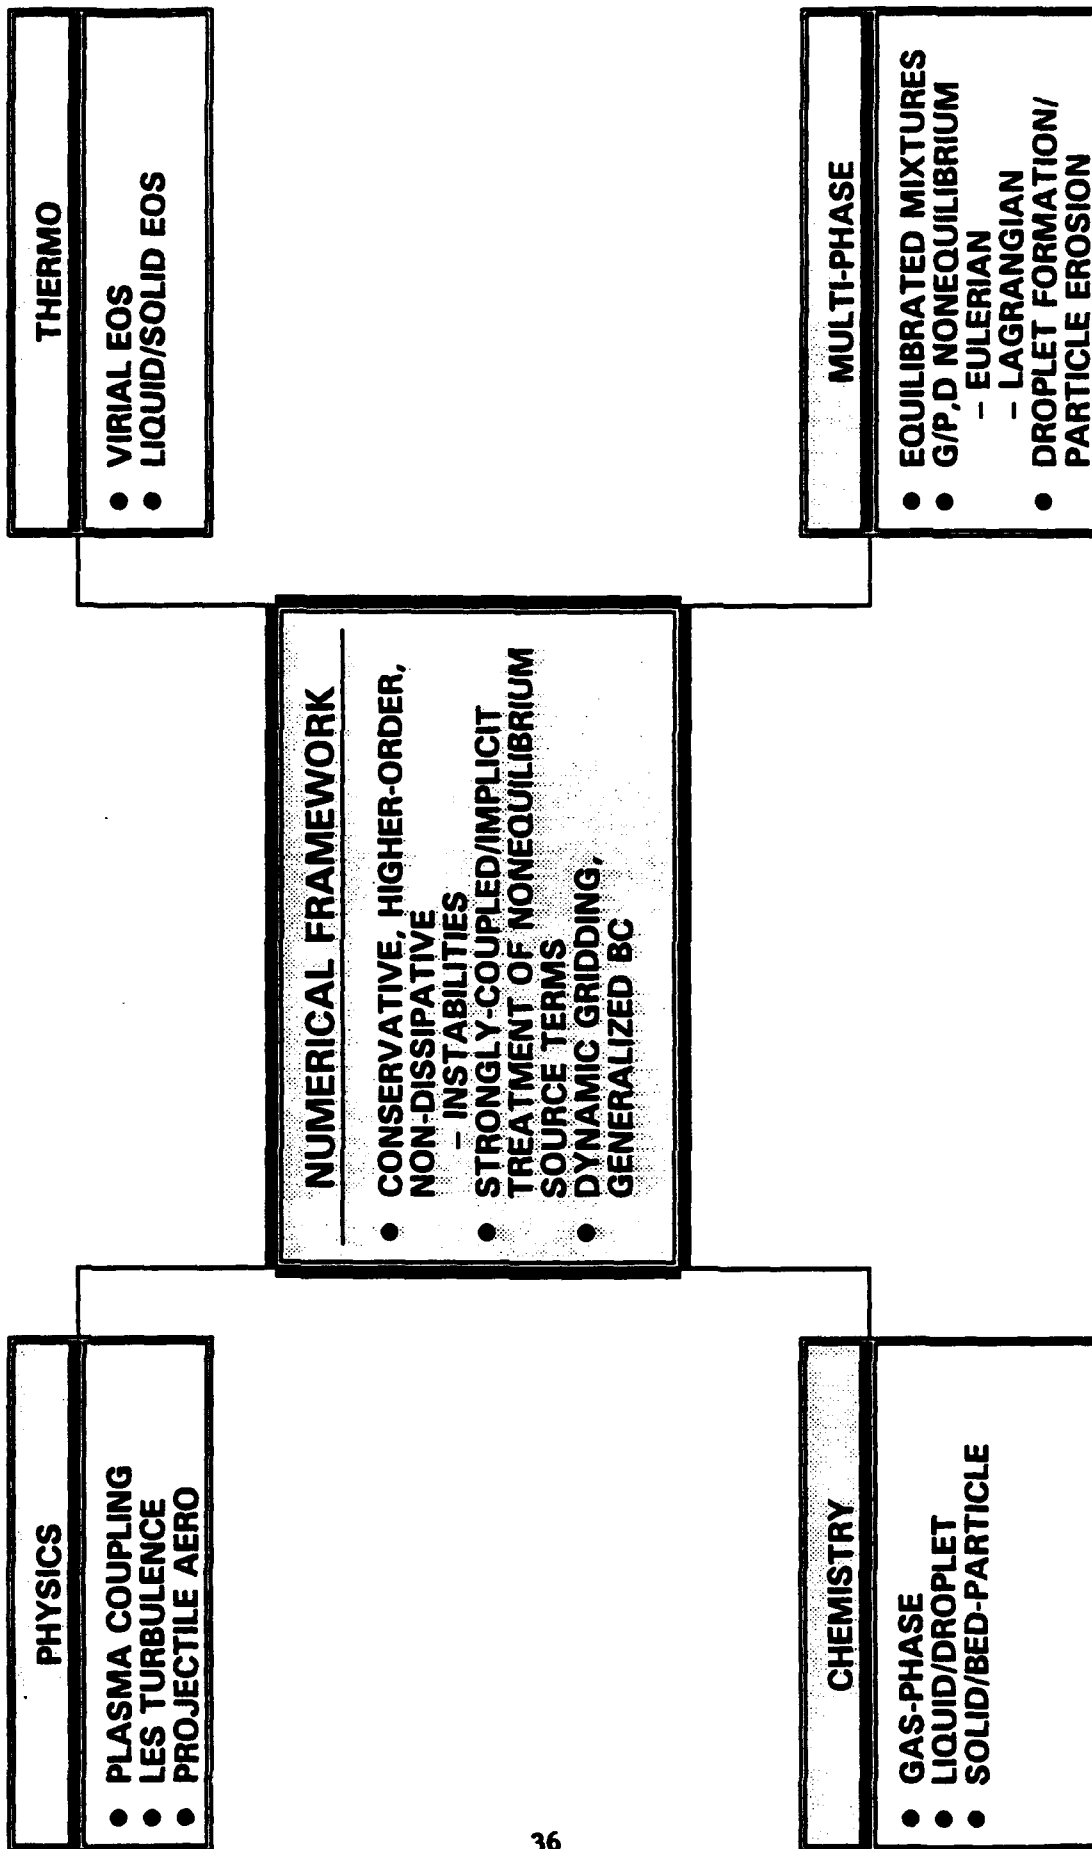 PHYSICS
● PLASMA COUPLING
● LES TURBULENCE
● PROJECTILE AERO
THERMO
● VIRIAL EOS
● LIQUID/SOLID EOS
NUMERICAL FRAMEWORK
● CONSERVATIVE, HIGHER-ORDER,
NON-DISSIPATIVE
– INSTABILITIES
● STRONGLY-COUPLED/IMPLICIT
TREATMENT OF NONEQUILIBRIUM
SOURCE TERMS
● DYNAMIC GRIDDING,
GENERALIZED BC
CHEMISTRY
● GAS-PHASE
● LIQUID/DROPLET
● SOLID/BED-PARTICLE
MULTI-PHASE
● EQUILIBRATED MIXTURES
● G/P,D NONEQUILIBRIUM
– EULERIAN
– LAGRANGIAN
● DROPLET FORMATION/
PARTICLE EROSION
36